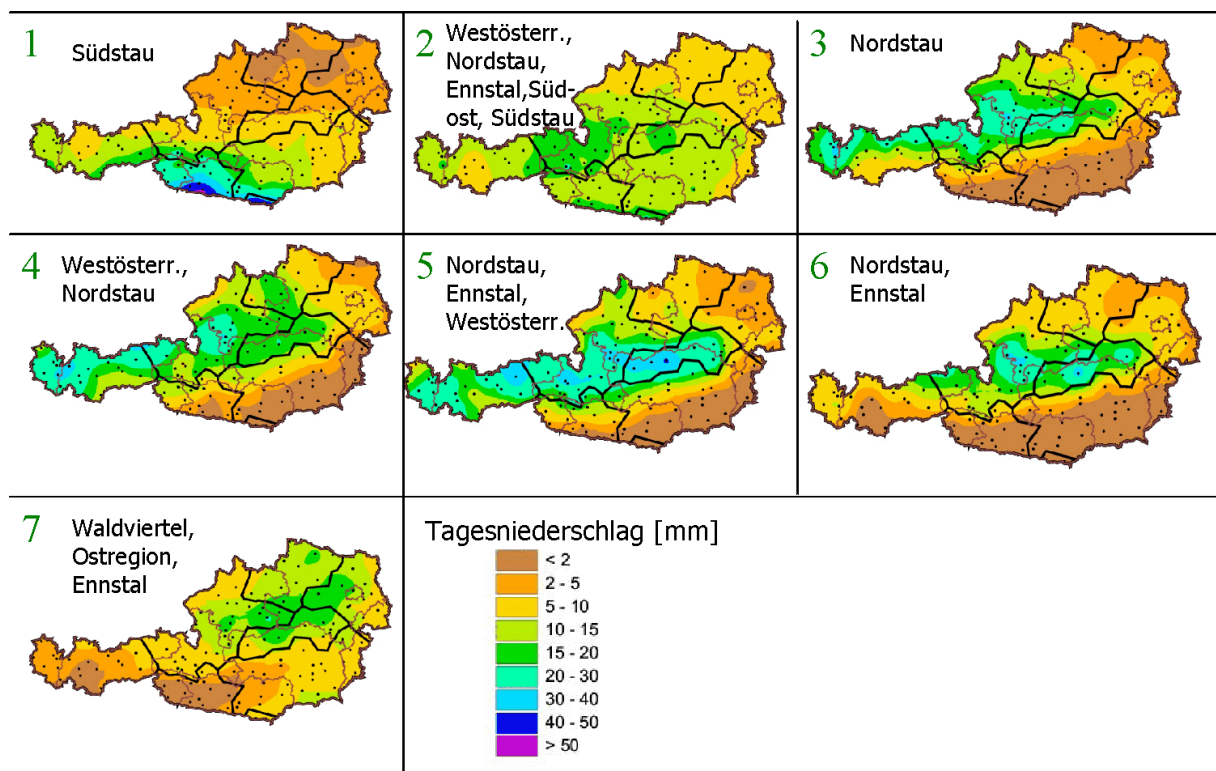 1
Südstau
2
Westösterr.,
Nordstau,
Ennstal,Süd-
ost, Südstau
3
Nordstau
4
Westösterr.,
Nordstau
5
Nordstau,
Ennstal,
Westösterr.
6
Nordstau,
Ennstal
7
Waldviertel,
Ostregion,
Ennstal
Tagesniederschlag [mm]
< 2
2 - 5
5 - 10
10 - 15
15 - 20
20 - 30
30 - 40
40 - 50
> 50